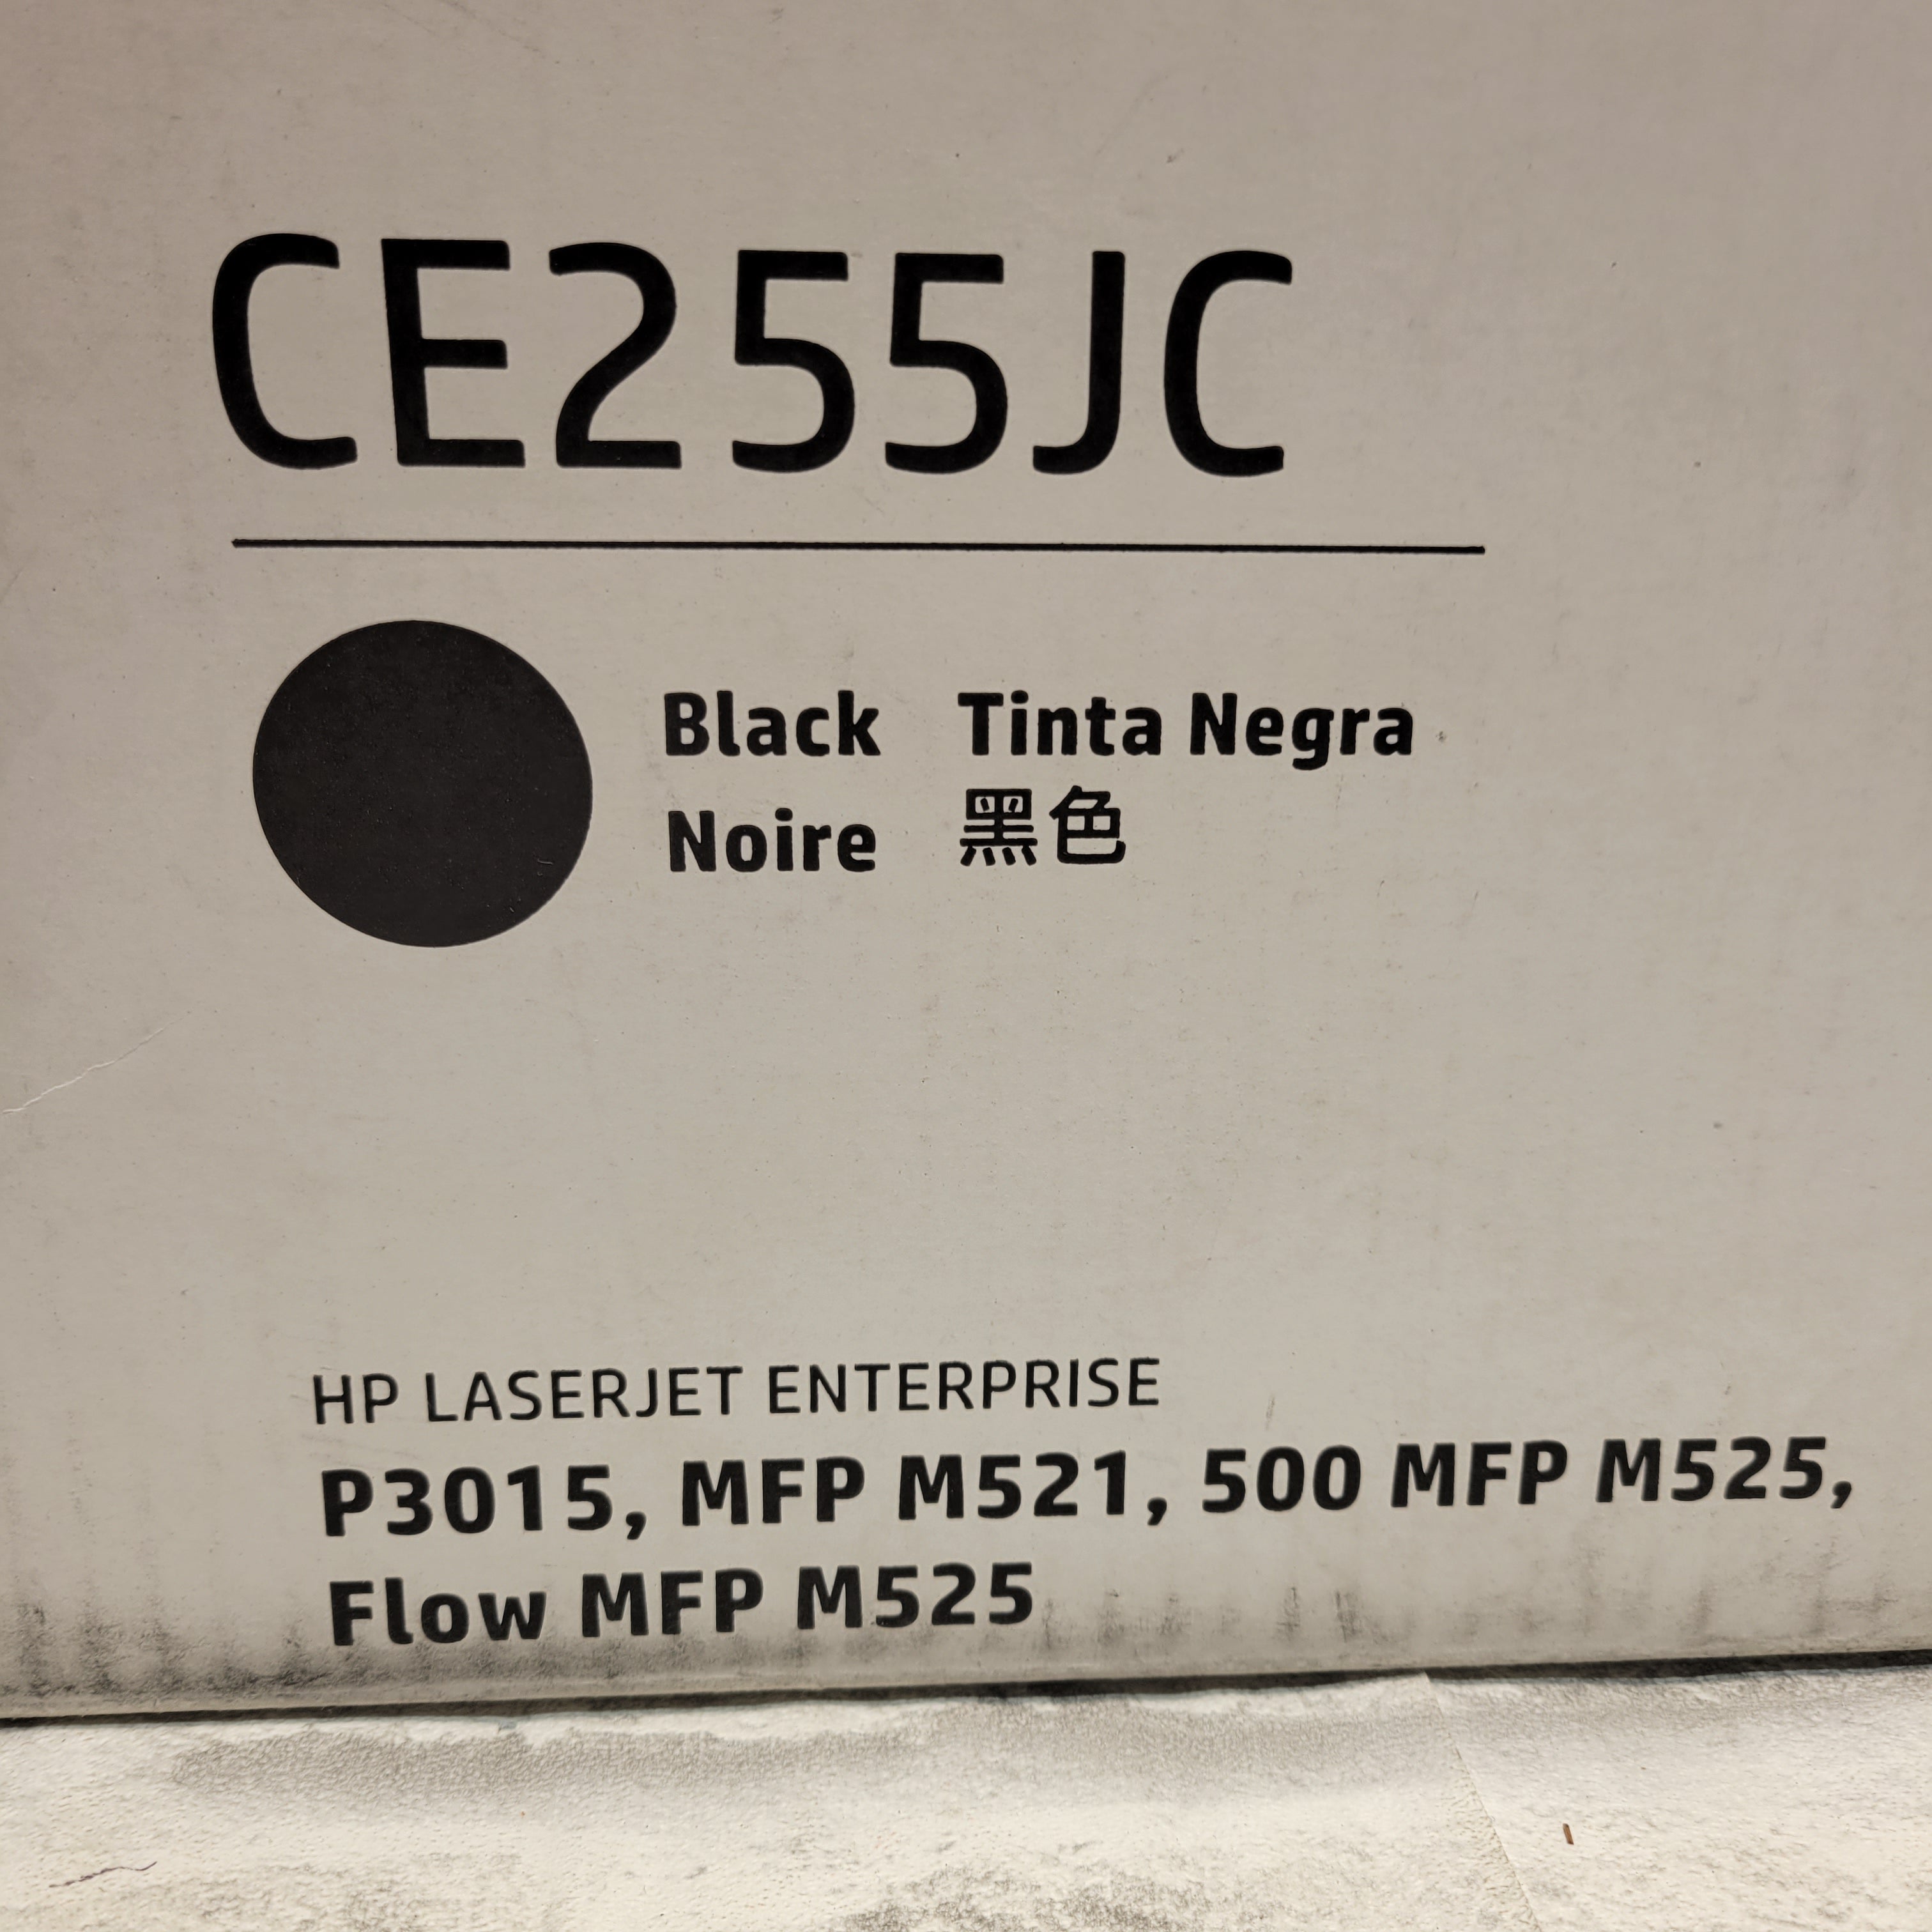 CE255JC
Black Tinta Negra
Noire 黑色
HP LASERJET ENTERPRISE
P3015, MFP M521, 500 MFP M525,
Flow MFP M525